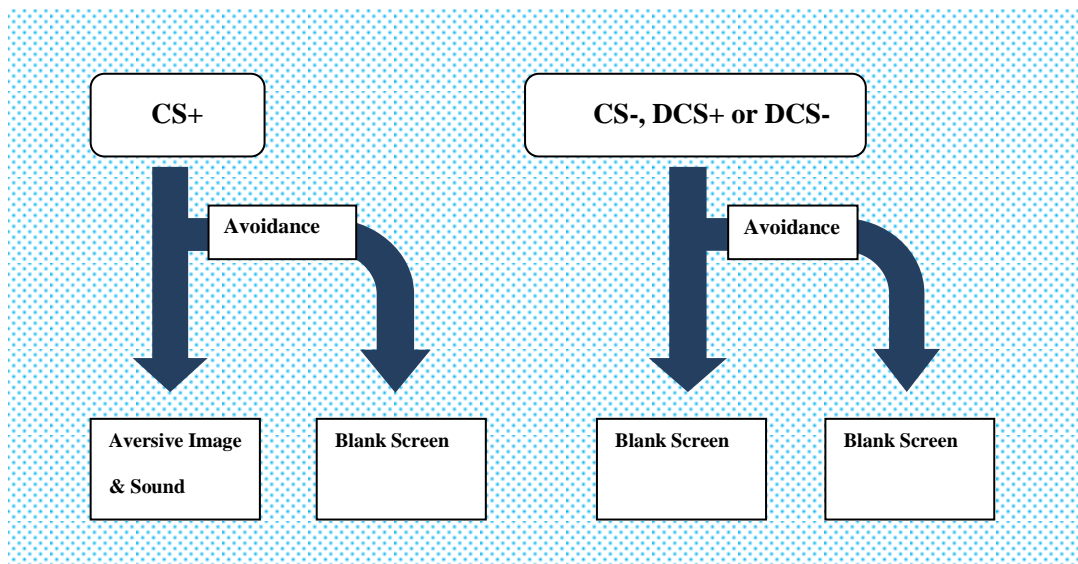 CS+
CS-, DCS+ or DCS-
Avoidance
Avoidance
Aversive Image
& Sound
Blank Screen
Blank Screen
Blank Screen